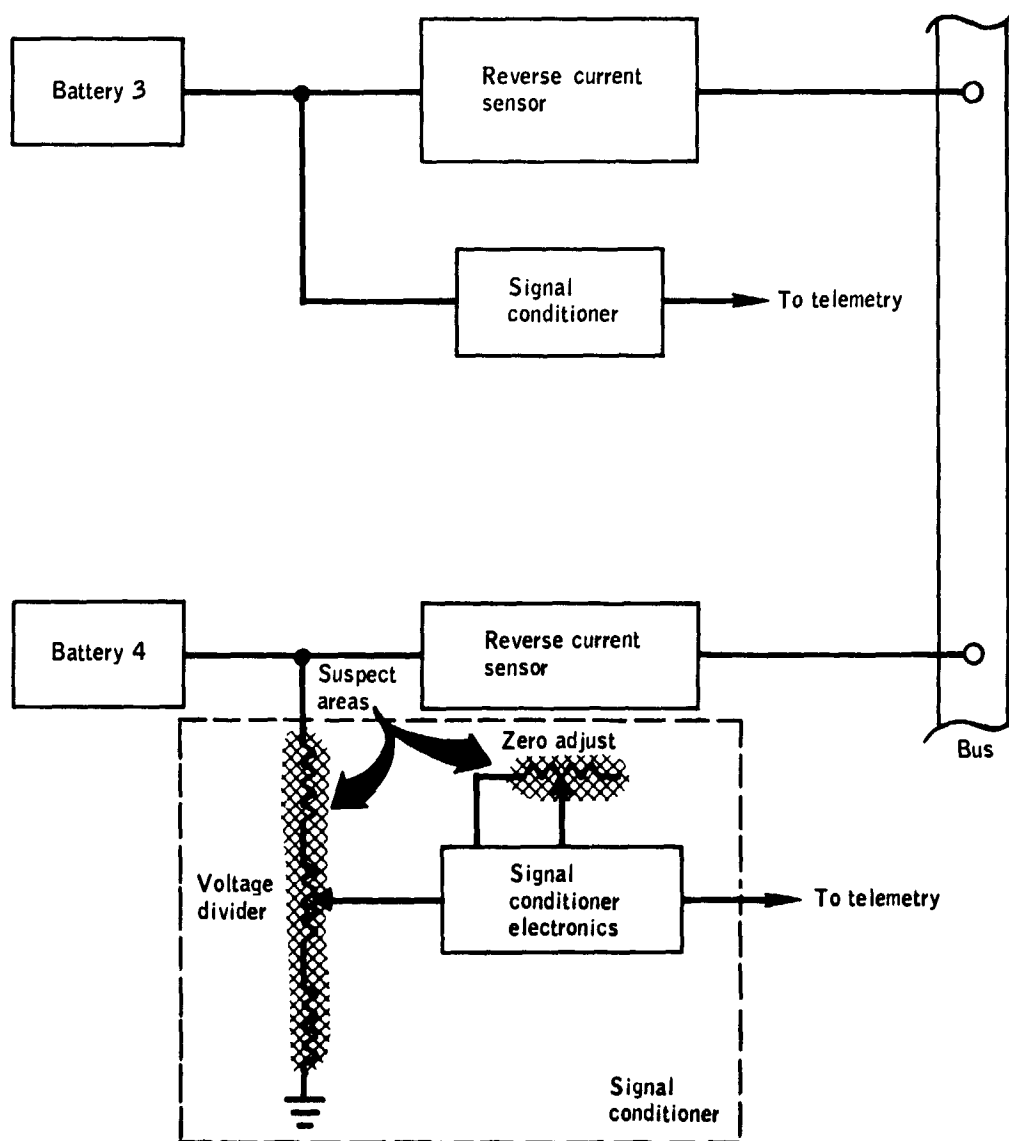 Battery 3
Reverse current
sensor
Signal
conditioner
To telemetry
Battery 4
Reverse current
sensor
Suspect
areas
Zero adjust
Bus
Voltage
divider
Signal
conditioner
electronics
To telemetry
Signal
conditioner